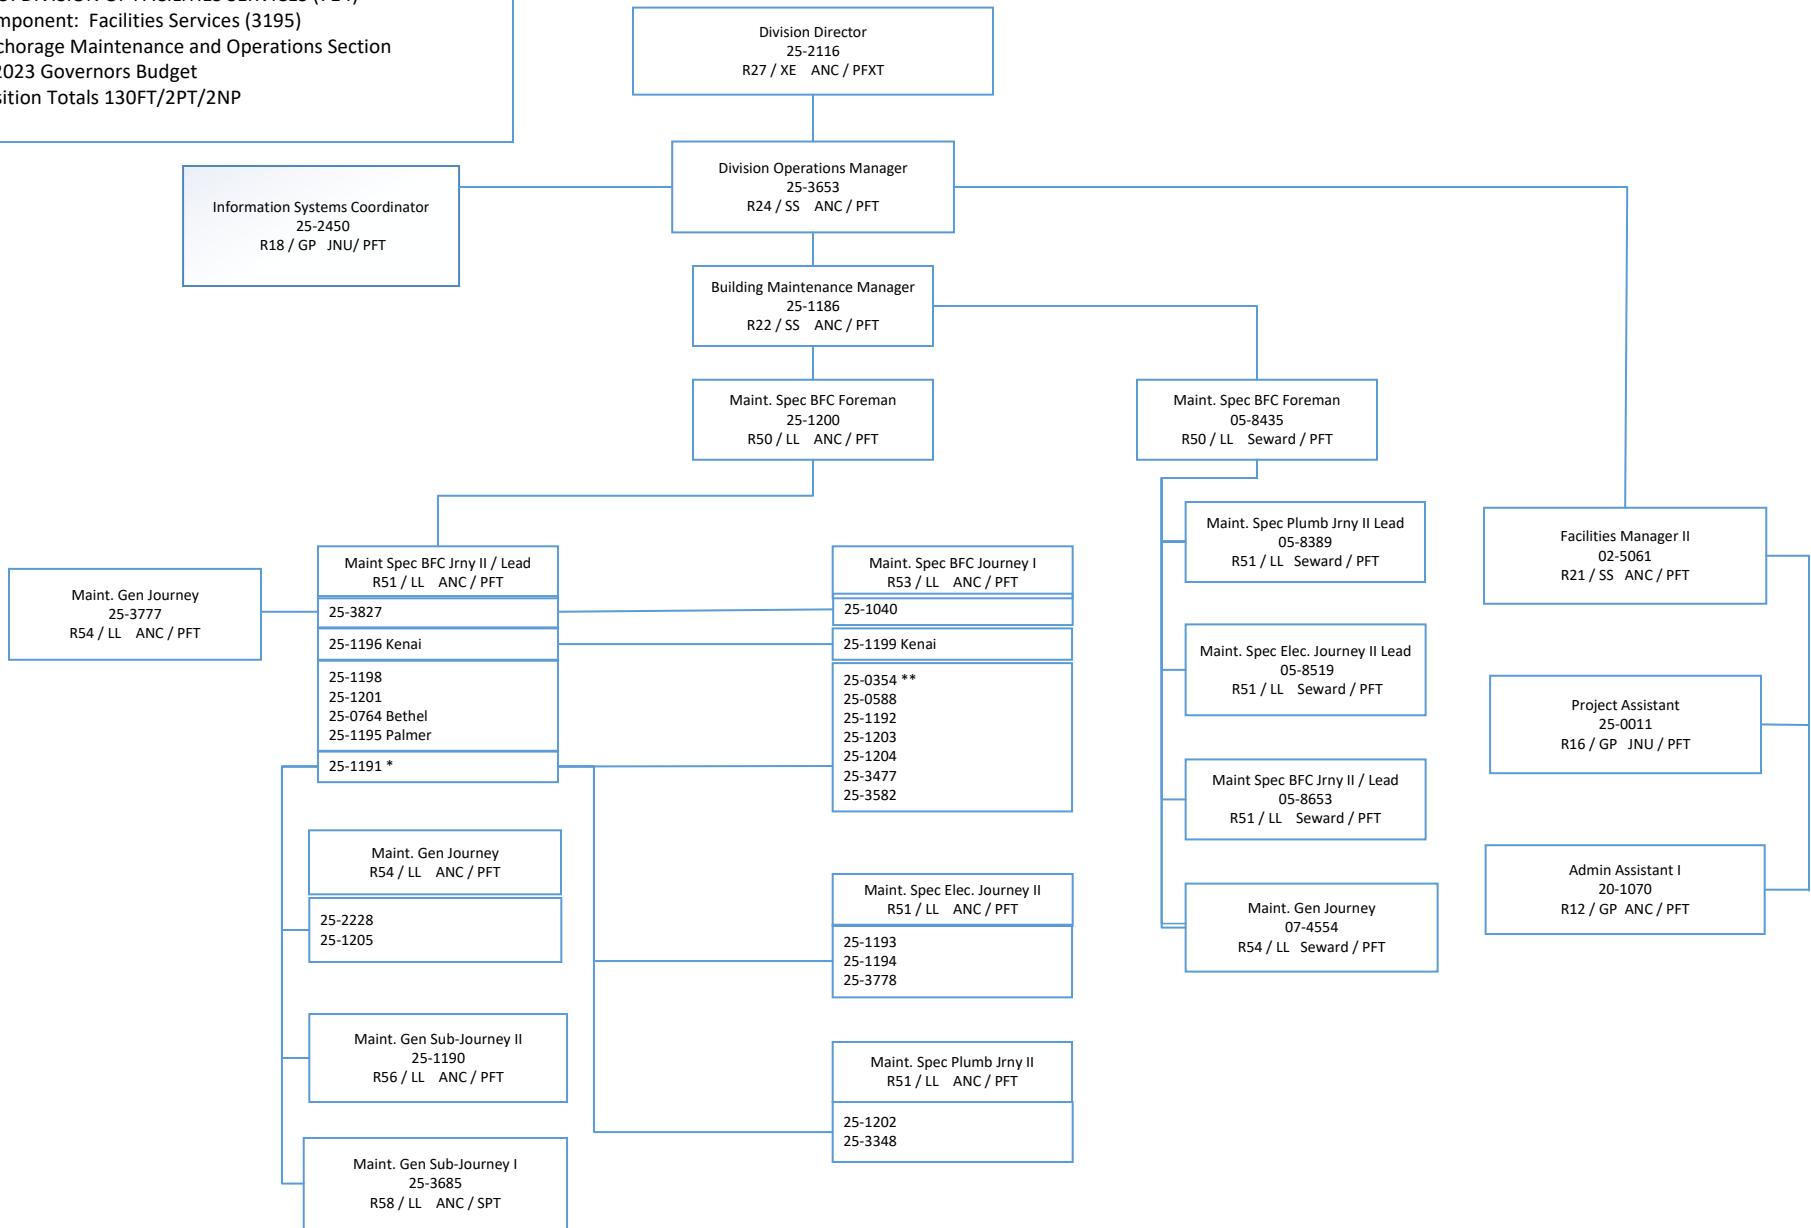 Component: Facilities Services (3195)
Anchorage Maintenance and Operations Section
2023 Governors Budget
Position Totals 130FT/2PT/2NP
Division Director
25-2116
R27 / XE ANC / PFXT
Division Operations Manager
25-3653
R24 / SS ANC / PFT
Information Systems Coordinator
25-2450
R18 / GP JNU/ PFT
Building Maintenance Manager
25-1186
R22 / SS ANC / PFT
Maint. Spec BFC Foreman
25-1200
R50 / LL ANC / PFT
Maint. Spec BFC Foreman
05-8435
R50 / LL Seward / PFT
Maint. Gen Journey
25-3777
R54 / LL ANC / PFT
Maint Spec BFC Jrny II / Lead
R51 / LL ANC / PFT
25-3827
25-1196 Kenai
25-1198
25-1201
25-0764 Bethel
25-1195 Palmer
25-1191 *
Maint. Gen Journey
R54 / LL ANC / PFT
25-2228
25-1205
Maint. Gen Sub-Journey II
25-1190
R56 / LL ANC / PFT
Maint. Gen Sub-Journey I
25-3685
R58 / LL ANC / SPT
Maint. Spec BFC Journey I
R53 / LL ANC / PFT
25-1040
25-1199 Kenai
25-0354 **
25-0588
25-1192
25-1203
25-1204
25-3477
25-3582
Maint. Spec Elec. Journey II
R51 / LL ANC / PFT
25-1193
25-1194
25-3778
Maint. Spec Plumb Jrny II
R51 / LL ANC / PFT
25-1202
25-3348
Maint. Spec Plumb Jrny II Lead
05-8389
R51 / LL Seward / PFT
Maint. Spec Elec. Journey II Lead
05-8519
R51 / LL Seward / PFT
Maint Spec BFC Jrny II / Lead
05-8653
R51 / LL Seward / PFT
Maint. Gen Journey
07-4554
R54 / LL Seward / PFT
Facilities Manager II
02-5061
R21 / SS ANC / PFT
Project Assistant
25-0011
R16 / GP JNU / PFT
Admin Assistant I
20-1070
R12 / GP ANC / PFT